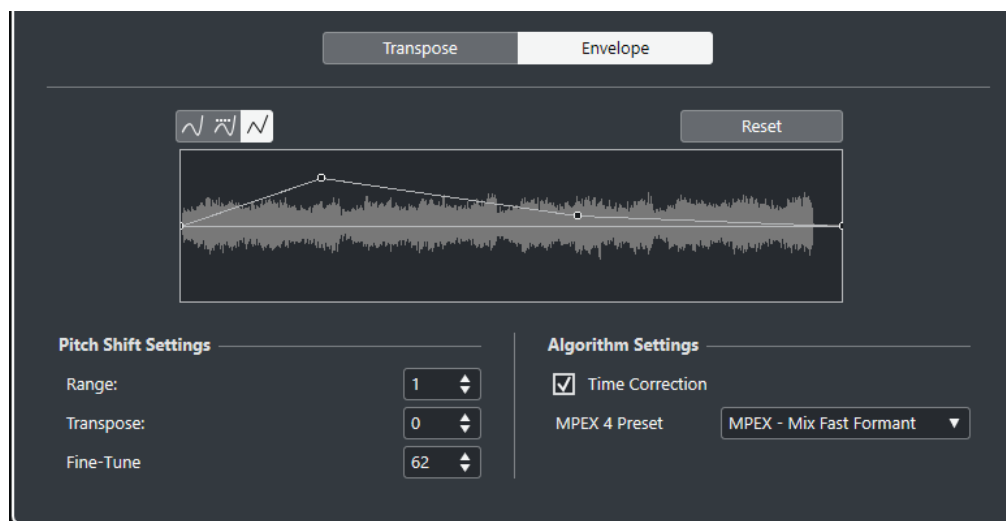 Transpose Envelope
Reset
Pitch Shift Settings
Range: 1
Transpose: 0
Fine-Tune 62
Algorithm Settings
Time Correction
MPEX 4 Preset MPEX - Mix Fast Formant